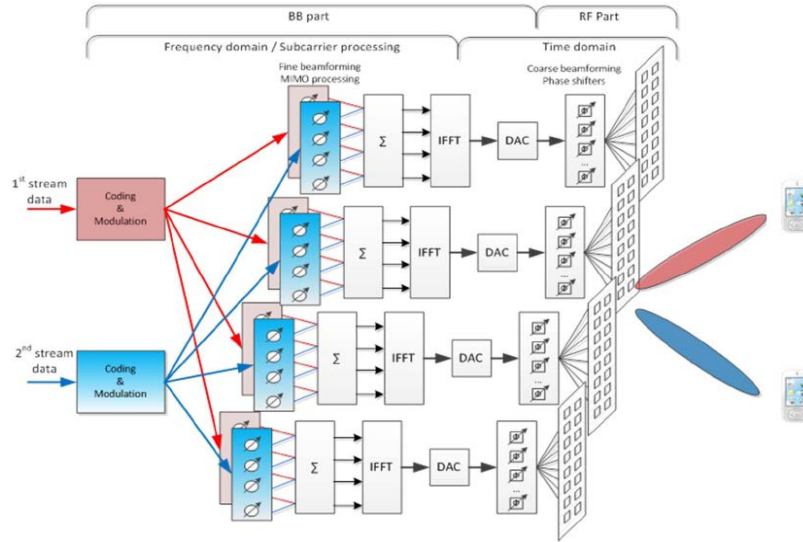 BB part
RF Part
Frequency domain / Subcarrier processing
Time domain
Fine beamforming
MIMO processing
Coarse beamforming
Phase shifters
Σ
IFFT
DAC
Φ
Φ
Φ
...
Φ
1st stream
data
Coding
&
Modulation
Σ
IFFT
DAC
Φ
Φ
Φ
...
Φ
2nd stream
data
Coding
&
Modulation
Σ
IFFT
DAC
Φ
Φ
Φ
...
Φ
Σ
IFFT
DAC
Φ
Φ
Φ
...
Φ